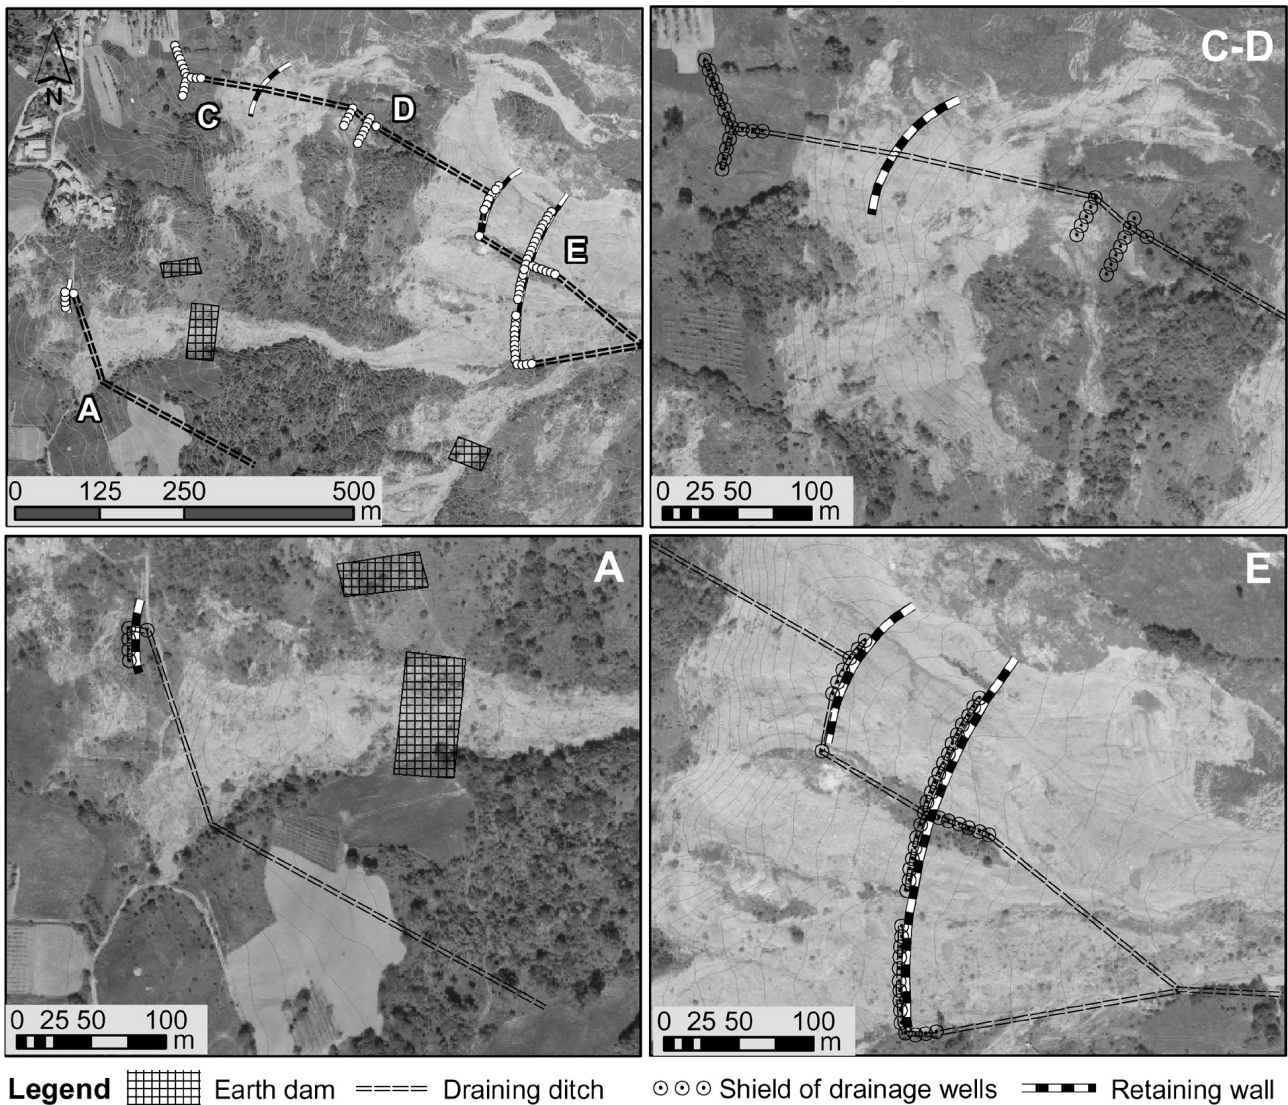 N
C
D
E
A
0 125 250 500
m
C-D
0 25 50 100
m
A
0 25 50 100
m
E
0 25 50 100
m
Legend Earth dam Draining ditch Shield of drainage wells Retaining wall